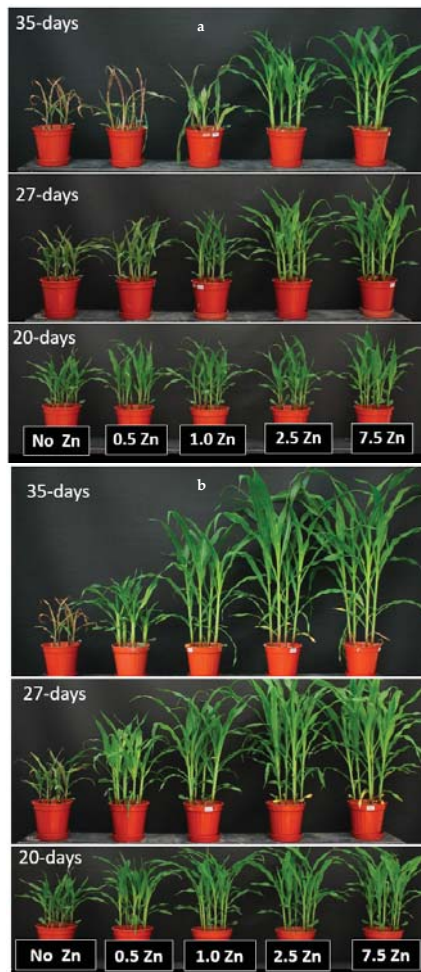 35-days
a
27-days
20-days
No Zn
0.5 Zn
1.0 Zn
2.5 Zn
7.5 Zn
35-days
b
27-days
20-days
No Zn
0.5 Zn
1.0 Zn
2.5 Zn
7.5 Zn